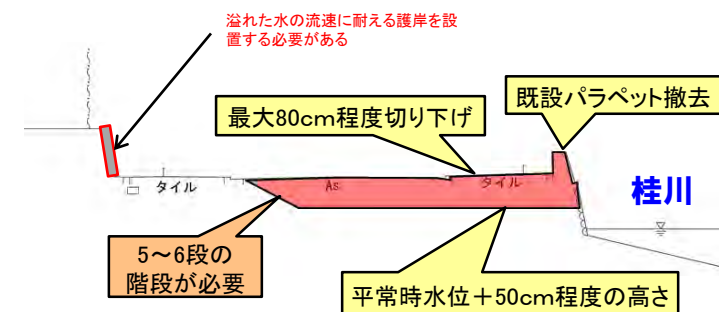 溢れた水の流速に耐える護岸を設
置する必要がある
既設パラペット撤去
最大80cm程度切り下げ
タイル
As
タイル
桂川
5～6段の
階段が必要
平常時水位+50cm程度の高さ